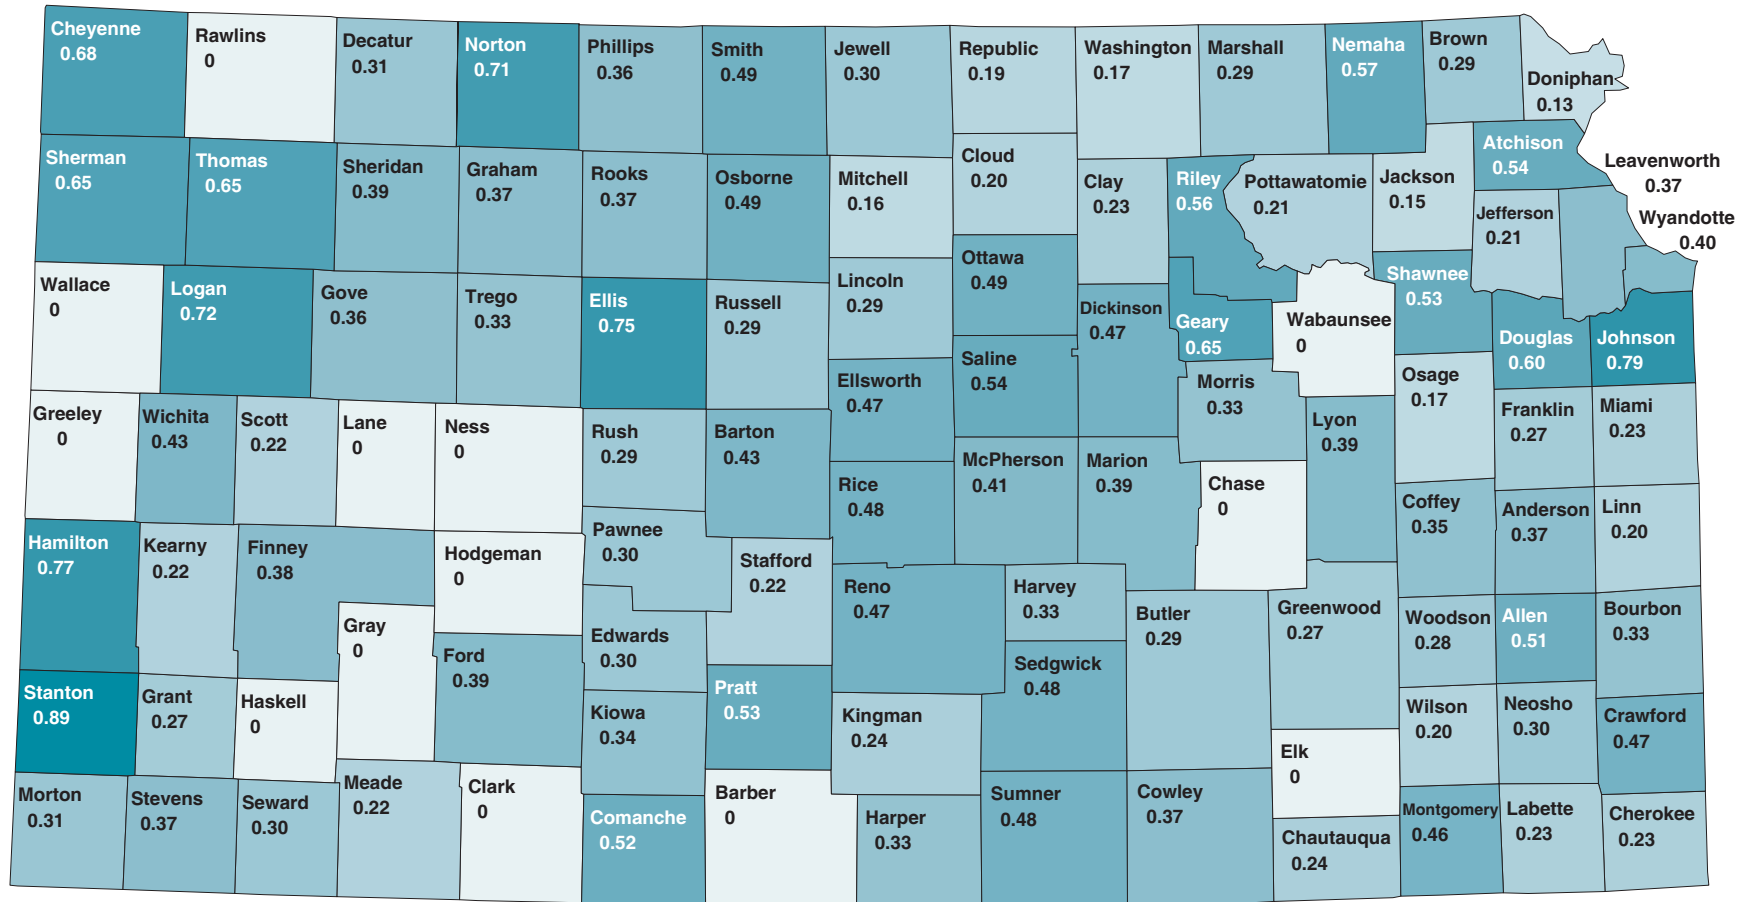 Cheyenne
0.68
Rawlins
0
Decatur
0.31
Norton
0.71
Phillips
0.36
Smith
0.49
Jewell
0.30
Republic
0.19
Washington
0.17
Marshall
0.29
Nemaha
0.57
Brown
0.29
Doniphan
0.13
Sherman
0.65
Thomas
0.65
Sheridan
0.39
Graham
0.37
Rooks
0.37
Osborne
0.49
Mitchell
0.16
Cloud
0.20
Clay
0.23
Riley
0.56
Pottawatomie
0.21
Jackson
0.15
Atchison
0.54
Jefferson
0.21
Leavenworth
0.37
Wyandotte
0.40
Wallace
0
Logan
0.72
Gove
0.36
Trego
0.33
Ellis
0.75
Russell
0.29
Lincoln
0.29
Ottawa
0.49
Dickinson
0.47
Geary
0.65
Wabaunsee
0
Shawnee
0.53
Douglas
0.60
Johnson
0.79
Ellsworth
0.47
Saline
0.54
Morris
0.33
Osage
0.17
Greeley
0
Wichita
0.43
Scott
0.22
Lane
0
Ness
0
Rush
0.29
Barton
0.43
Rice
0.48
McPherson
0.41
Marion
0.39
Chase
0
Lyon
0.39
Franklin
0.27
Miami
0.23
Coffey
0.35
Anderson
0.37
Linn
0.20
Hamilton
0.77
Kearny
0.22
Finney
0.38
Hodgeman
0
Pawnee
0.30
Stafford
0.22
Reno
0.47
Harvey
0.33
Butler
0.29
Greenwood
0.27
Woodson
0.28
Allen
0.51
Bourbon
0.33
Gray
0
Ford
0.39
Edwards
0.30
Sedgwick
0.48
Stanton
0.89
Grant
0.27
Haskell
0
Kiowa
0.34
Pratt
0.53
Kingman
0.24
Elk
0
Wilson
0.20
Neosho
0.30
Crawford
0.47
Morton
0.31
Stevens
0.37
Seward
0.30
Meade
0.22
Clark
0
Comanche
0.52
Barber
0
Harper
0.33
Sumner
0.48
Cowley
0.37
Chautauqua
0.24
Montgomery
0.46
Labette
0.23
Cherokee
0.23